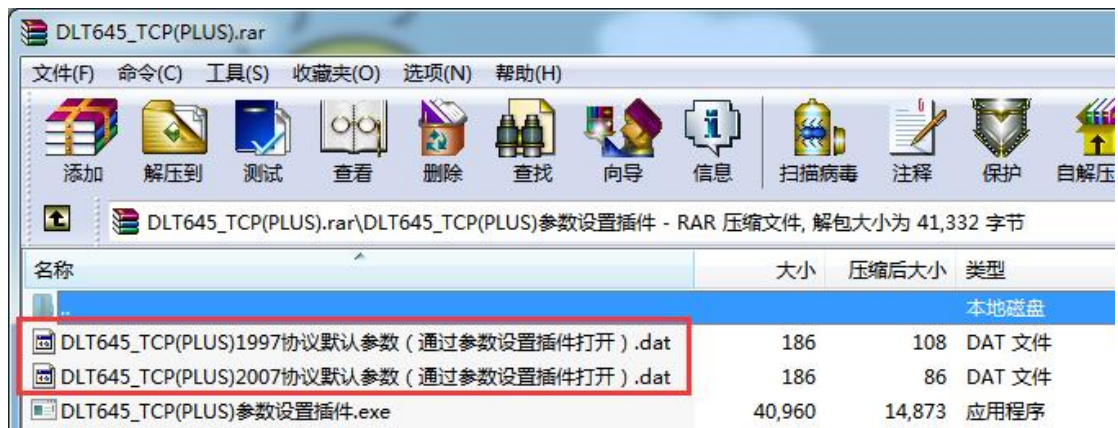 DLT645_TCP(PLUS).rar
文件(F) 命令(C) 工具(S) 收藏夹(O) 选项(N) 帮助(H)
添加 解压到 测试 查看 删除 查找 向导 信息 扫描病毒 注释 保护 自解压
DLT645_TCP(PLUS).rar\DLT645_TCP(PLUS)参数设置插件 - RAR 压缩文件, 解包大小为 41,332 字节
名称 大小 压缩后大小 类型
.. 本地磁盘
DLT645_TCP(PLUS)1997协议默认参数（通过参数设置插件打开）.dat 186 108 DAT 文件
DLT645_TCP(PLUS)2007协议默认参数（通过参数设置插件打开）.dat 186 86 DAT 文件
DLT645_TCP(PLUS)参数设置插件.exe 40,960 14,873 应用程序